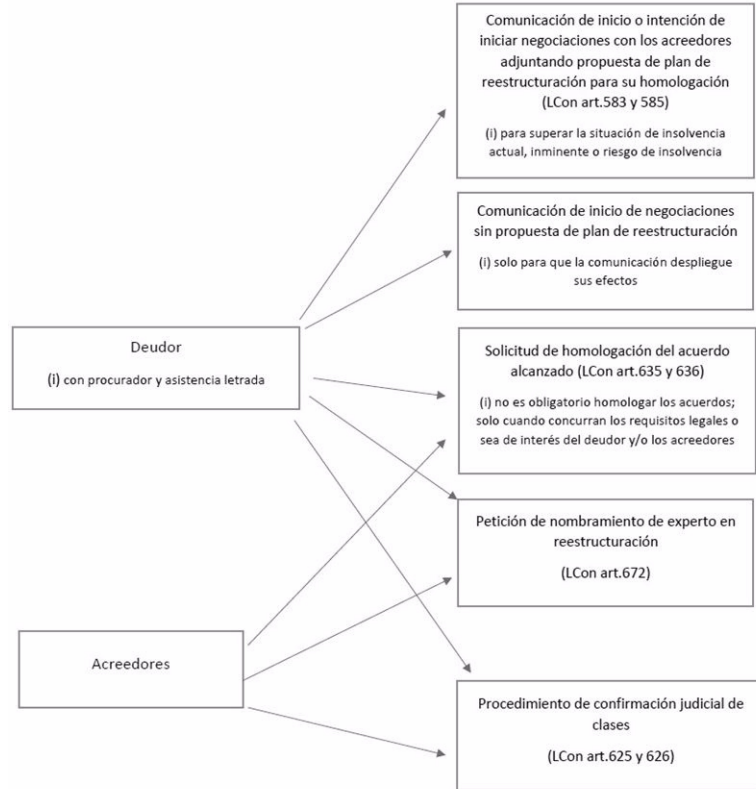 Comunicación de inicio o intención de
iniciar negociaciones con los acreedores
adjuntando propuesta de plan de
reestructuración para su homologación
(LCon art.583 y 585)
(i) para superar la situación de insolvencia
actual, inminente o riesgo de insolvencia
Comunicación de inicio de negociaciones
sin propuesta de plan de reestructuración
(i) solo para que la comunicación despliegue
sus efectos
Deudor
(i) con procurador y asistencia letrada
Solicitud de homologación del acuerdo
alcanzado (LCon art.635 y 636)
(i) no es obligatorio homologar los acuerdos;
solo cuando concurran los requisitos legales o
sea de interés del deudor y/o los acreedores
Petición de nombramiento de experto en
reestructuración
(LCon art.672)
Acreedores
Procedimiento de confirmación judicial de
clases
(LCon art.625 y 626)